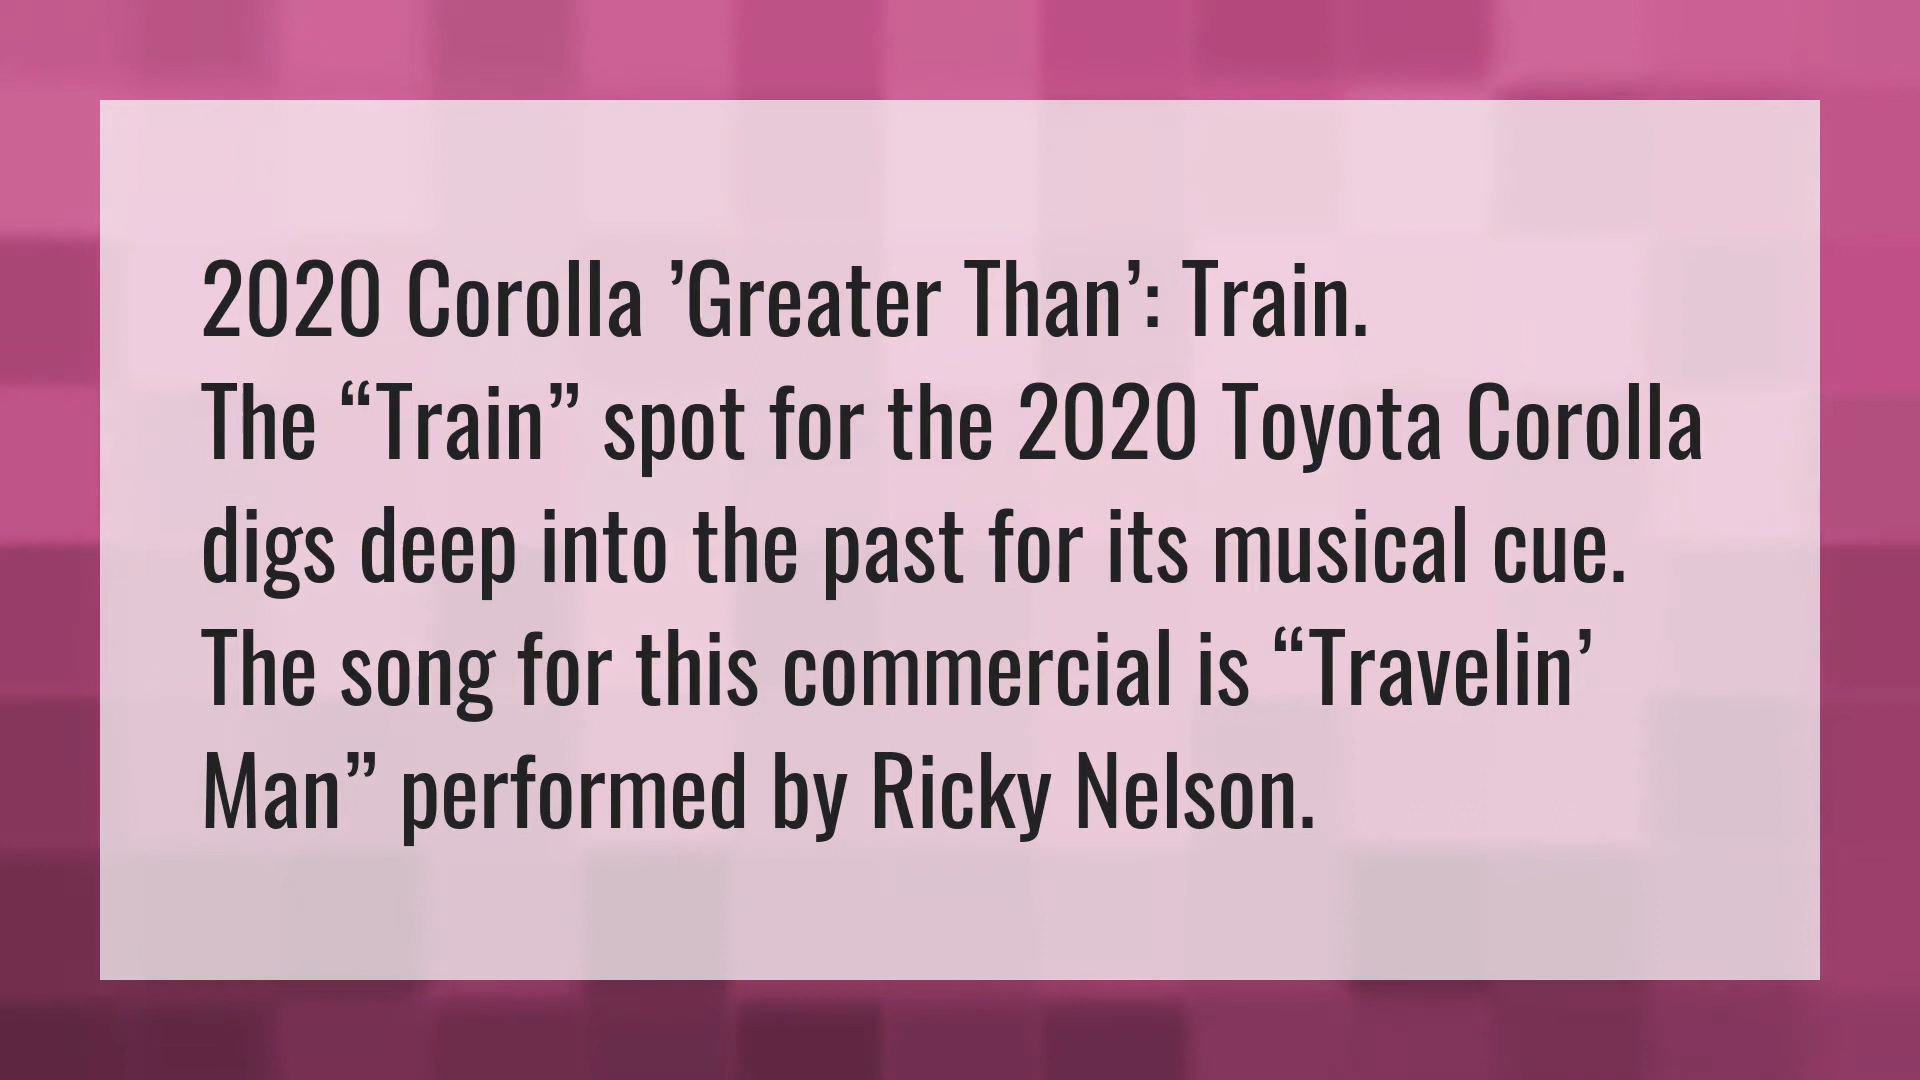 2020 Corolla ’Greater Than’: Train.
The “Train” spot for the 2020 Toyota Corolla
digs deep into the past for its musical cue.
The song for this commercial is “Travelin’
Man” performed by Ricky Nelson.